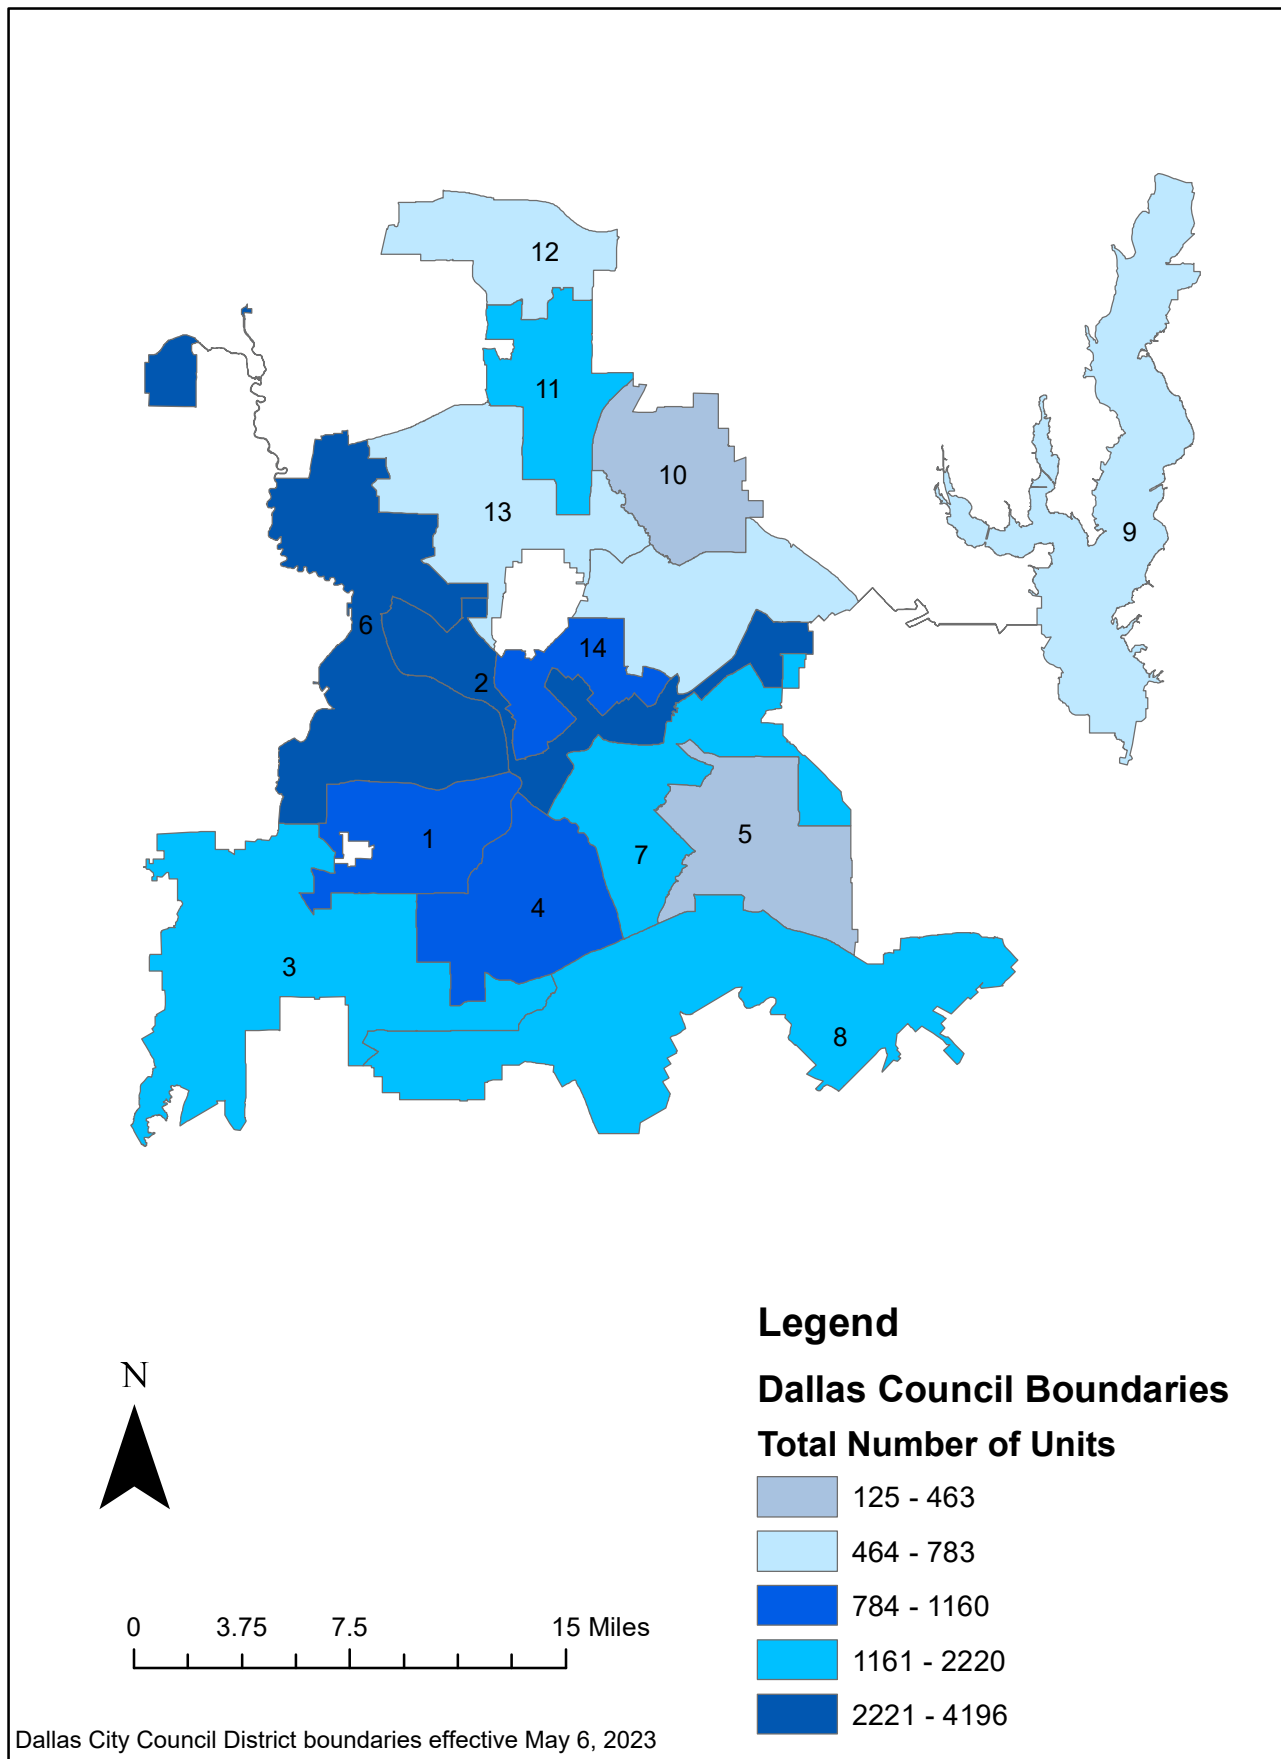 12
11
10
13
9
6
14
2
5
1
7
4
3
8
Legend
Dallas Council Boundaries
Total Number of Units
125 - 463
464 - 783
784 - 1160
1161 - 2220
2221 - 4196
N
0 3.75 7.5 15 Miles
Dallas City Council District boundaries effective May 6, 2023